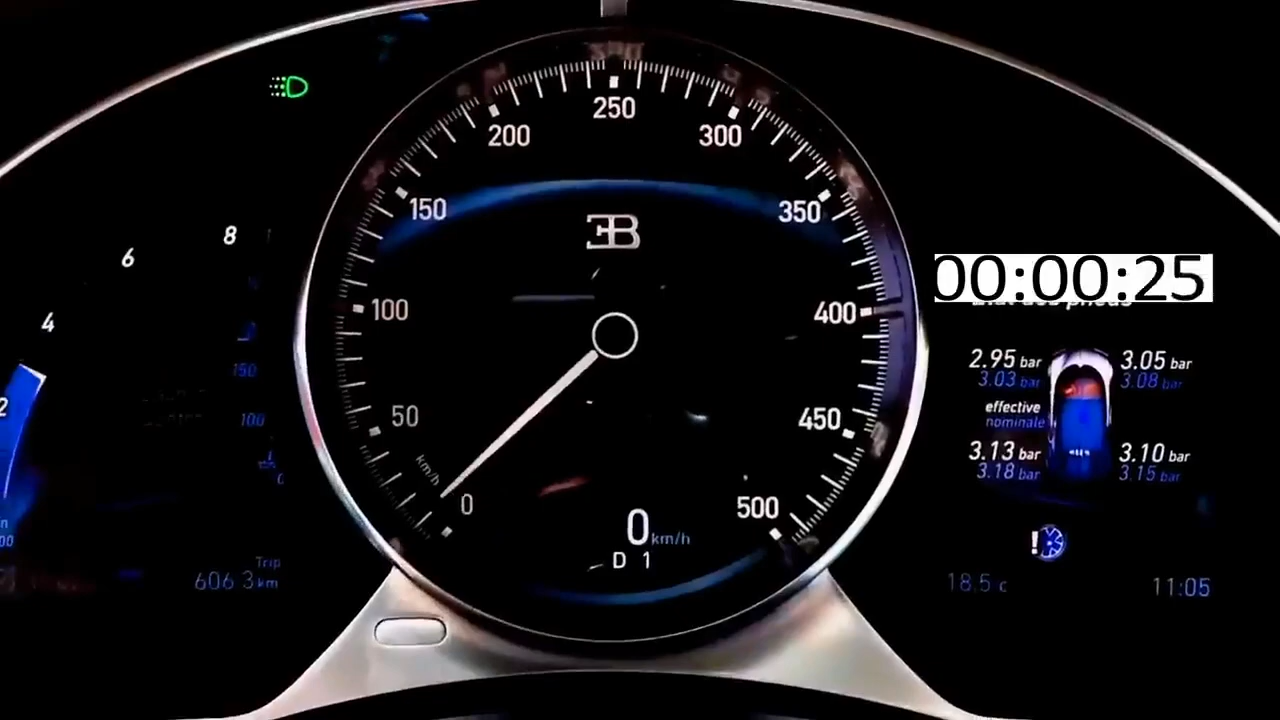 250
200
300
150
350
EB
8
6
00:00:25
4
100
400
2.95 bar
3.03 bar
3.05 bar
3.08 bar
150
2
effective
nominale
50
100
450
km/h
3.13 bar
3.18 bar
3.10 bar
3.15 bar
0
500
0 km/h
D 1
Trip
606.3 km
18.5 c
11:05